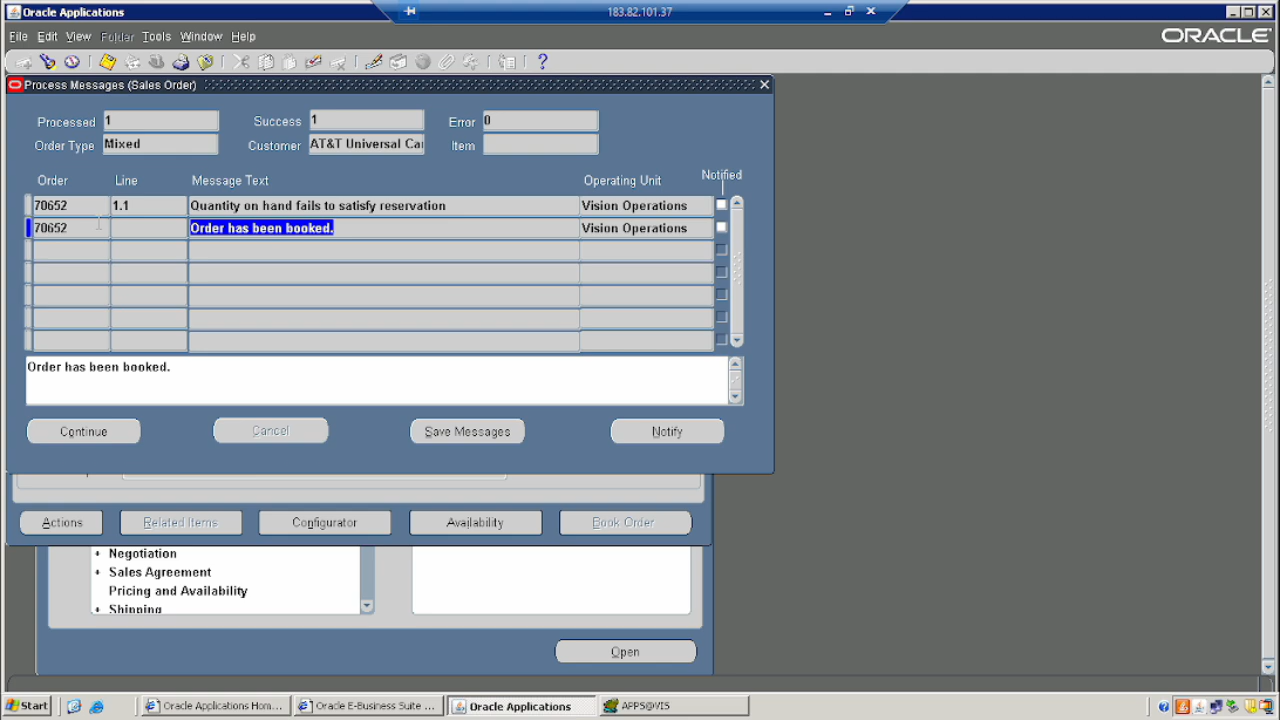 Oracle Applications
183.82.101.37
File Edit View Folder Tools Window Help
ORACLE
Process Messages (Sales Order)
Processed 1 Success 1 Error 0
Order Type Mixed Customer AT&T Universal Car Item
Order Line Message Text Operating Unit Notified
70652 1.1 Quantity on hand fails to satisfy reservation Vision Operations
70652 Order has been booked. Vision Operations
Order has been booked.
Continue Cancel Save Messages Notify
Actions Related Items Configurator Availability Book Order
+ Negotiation
+ Sales Agreement
Pricing and Availability
+ Shipping
Open
Start Oracle Applications Hom... Oracle E-Business Suite ... Oracle Applications APPS@VIS